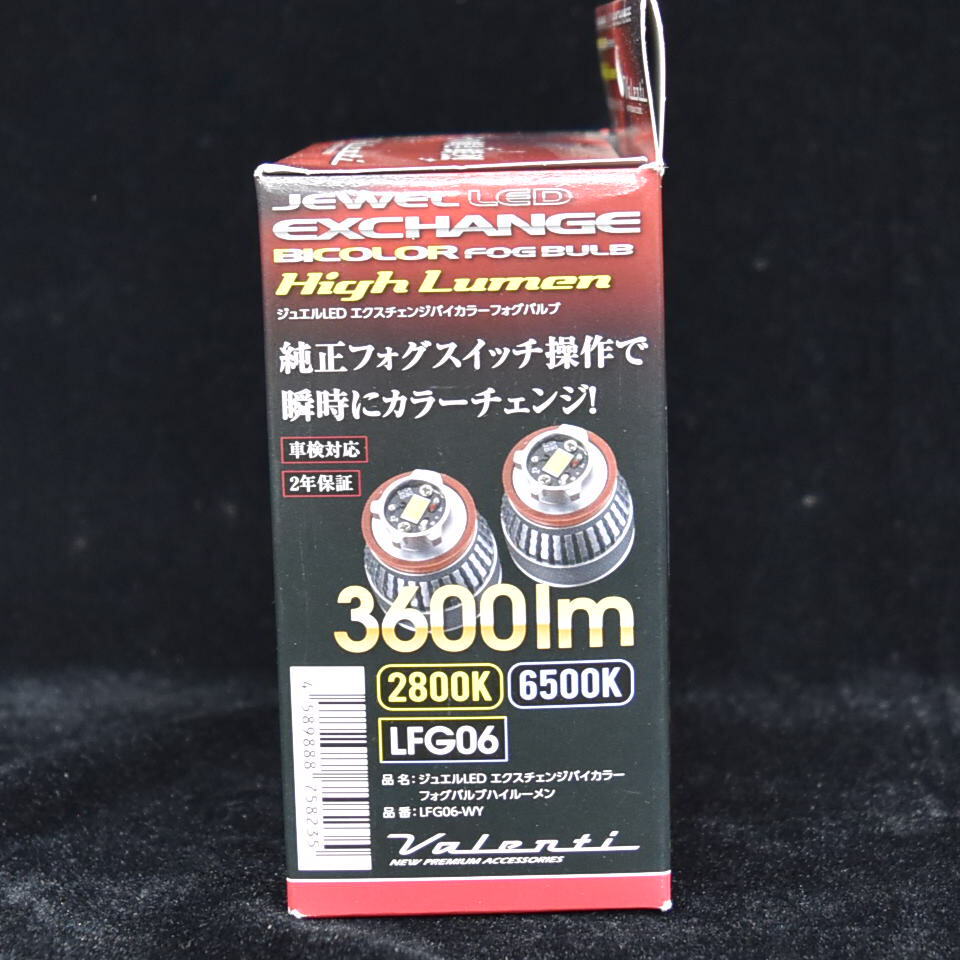 Valenti
JEWEL LED
EXCHANGE
BICOLOR FOG BULB
High Lumen
ジュエルLED エクスチェンジバイカラーフォグバルブ
純正フォグスイッチ操作で
瞬時にカラーチェンジ!
車検対応
2年保証
3600lm
2800K 6500K
LFG06
品 名：ジュエルLED エクスチェンジバイカラー
フォグバルブハイルーメン
品 番：LFG06-WY
4 589888 758235
Valenti
NEW PREMIUM ACCESSORIES